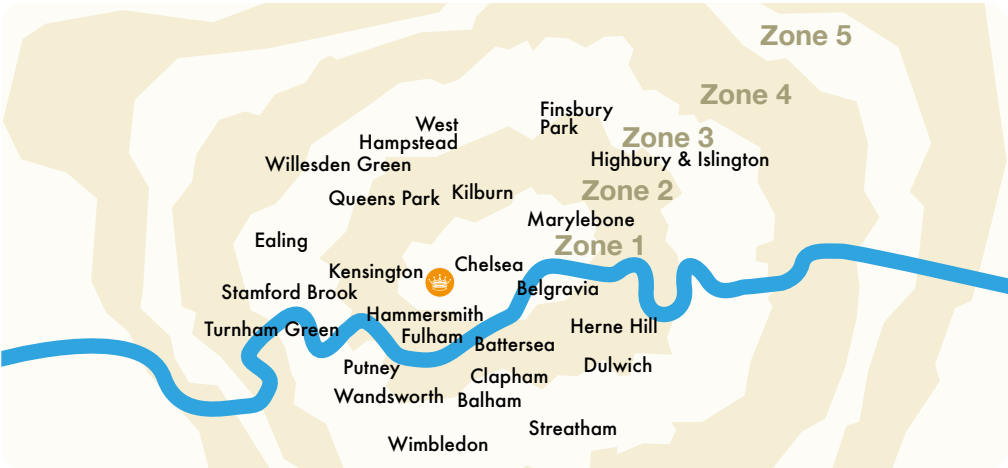 Zone 5
Zone 4
Finsbury
Park
West
Hampstead
Zone 3
Highbury & Islington
Willesden Green
Zone 2
Queens Park
Kilburn
Marylebone
Ealing
Zone 1
Kensington
Chelsea
Stamford Brook
Belgravia
Hammersmith
Turnham Green
Fulham
Herne Hill
Battersea
Putney
Dulwich
Clapham
Wandsworth
Balham
Streatham
Wimbledon